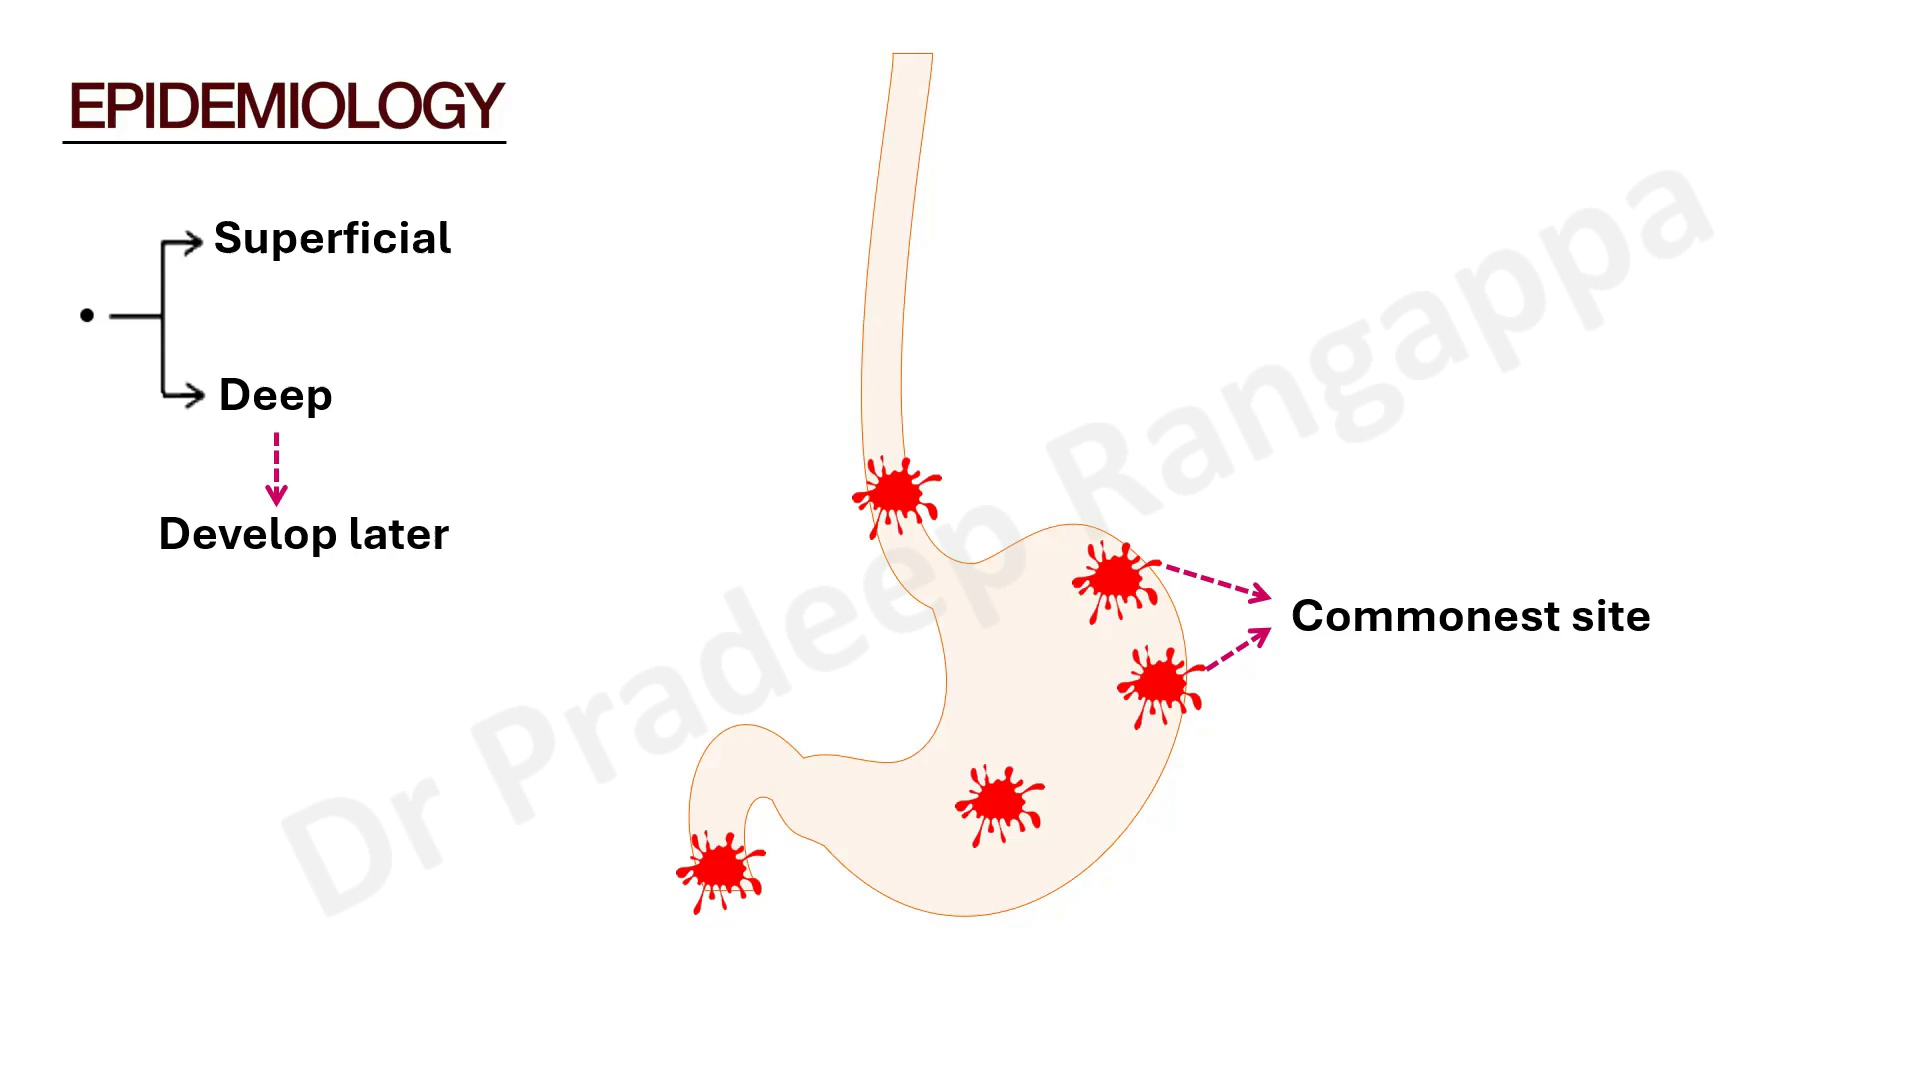 EPIDEMIOLOGY
Superficial
Deep
Develop later
Commonest site
Dr Pradeep Rangappa